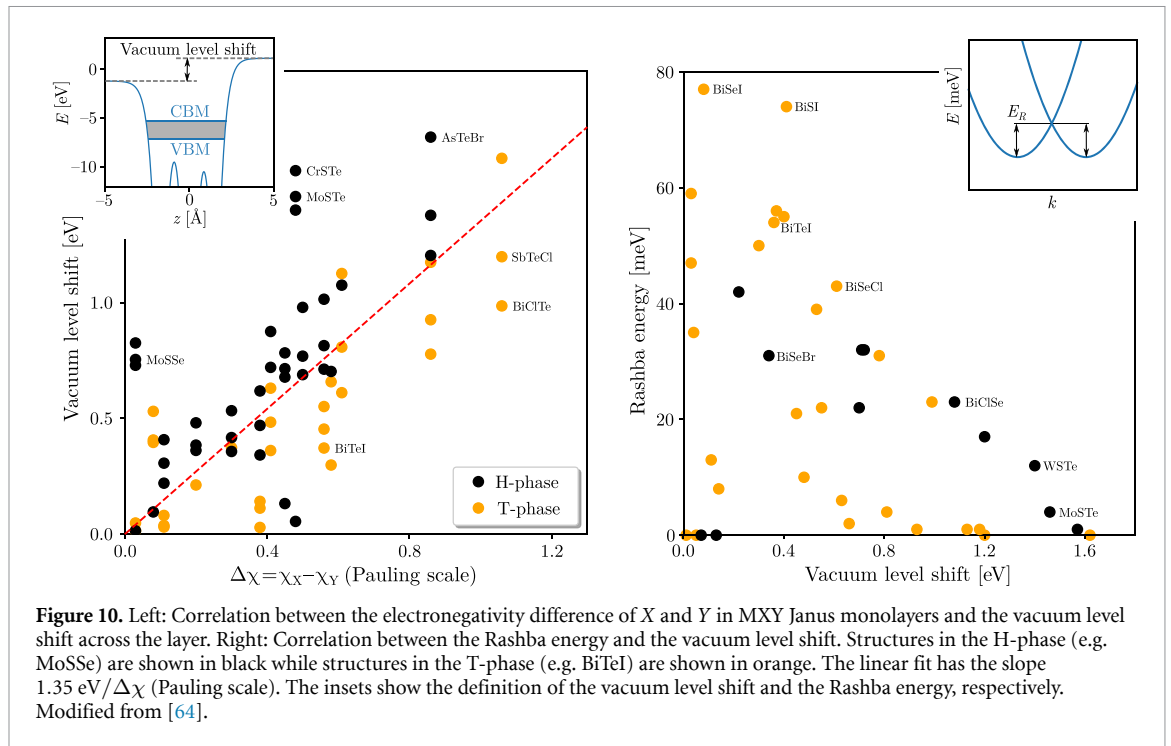 Vacuum level shift
E [eV]
0
−5
−10
CBM
VBM
−5
0
5
z [Å]
Vacuum level shift [eV]
1.0
0.5
0.0
0.0
0.4
0.8
1.2
Δχ=χX−χY (Pauling scale)
AsTeBr
CrSTe
MoSTe
SbTeCl
BiClTe
MoSSe
BiTeI
H-phase
T-phase
Rashba energy [meV]
80
60
40
20
0
0.0
0.4
0.8
1.2
1.6
Vacuum level shift [eV]
BiSeI
BiSI
BiTeI
BiSeCl
BiSeBr
BiClSe
WSTe
MoSTe
E [meV]
ER
k
Figure 10. Left: Correlation between the electronegativity difference of X and Y in MXY Janus monolayers and the vacuum level
shift across the layer. Right: Correlation between the Rashba energy and the vacuum level shift. Structures in the H-phase (e.g.
MoSSe) are shown in black while structures in the T-phase (e.g. BiTeI) are shown in orange. The linear fit has the slope
1.35 eV/Δχ (Pauling scale). The insets show the definition of the vacuum level shift and the Rashba energy, respectively.
Modified from [64].